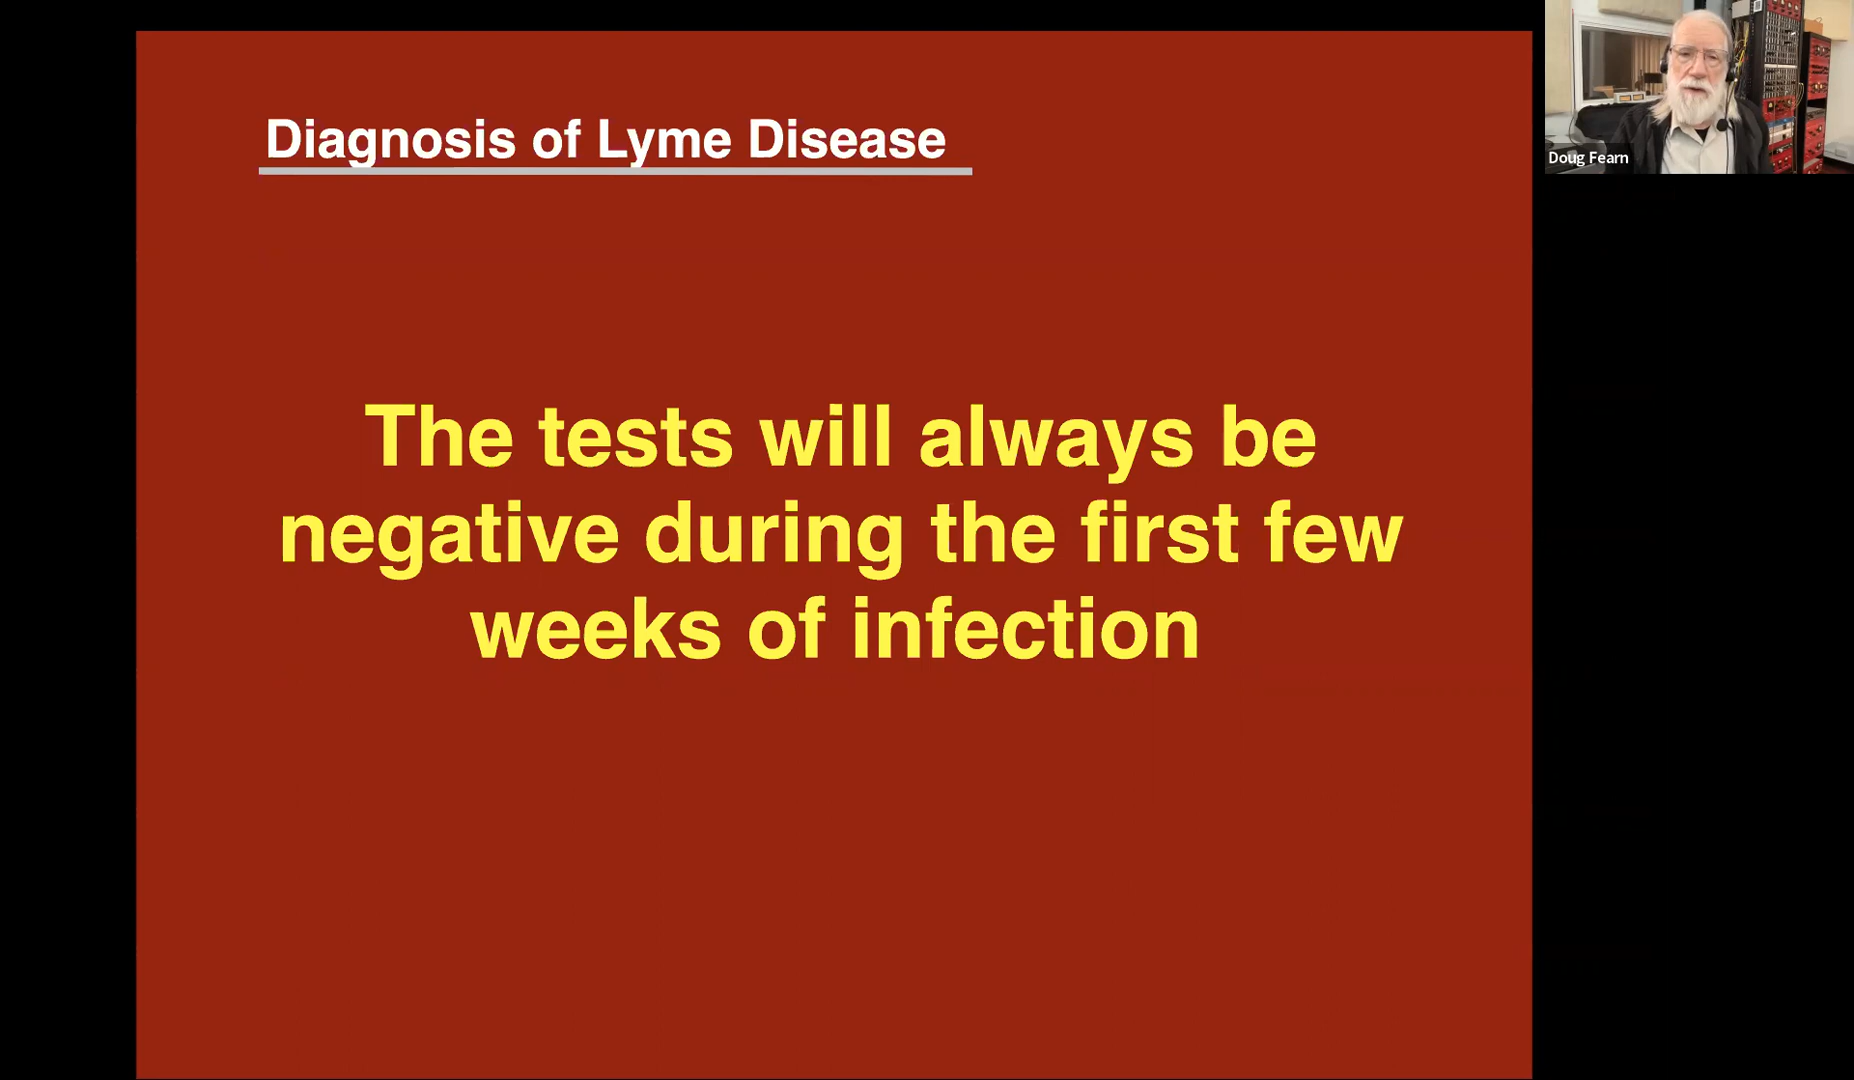 Diagnosis of Lyme Disease
The tests will always be
negative during the first few
weeks of infection
Doug Fearn